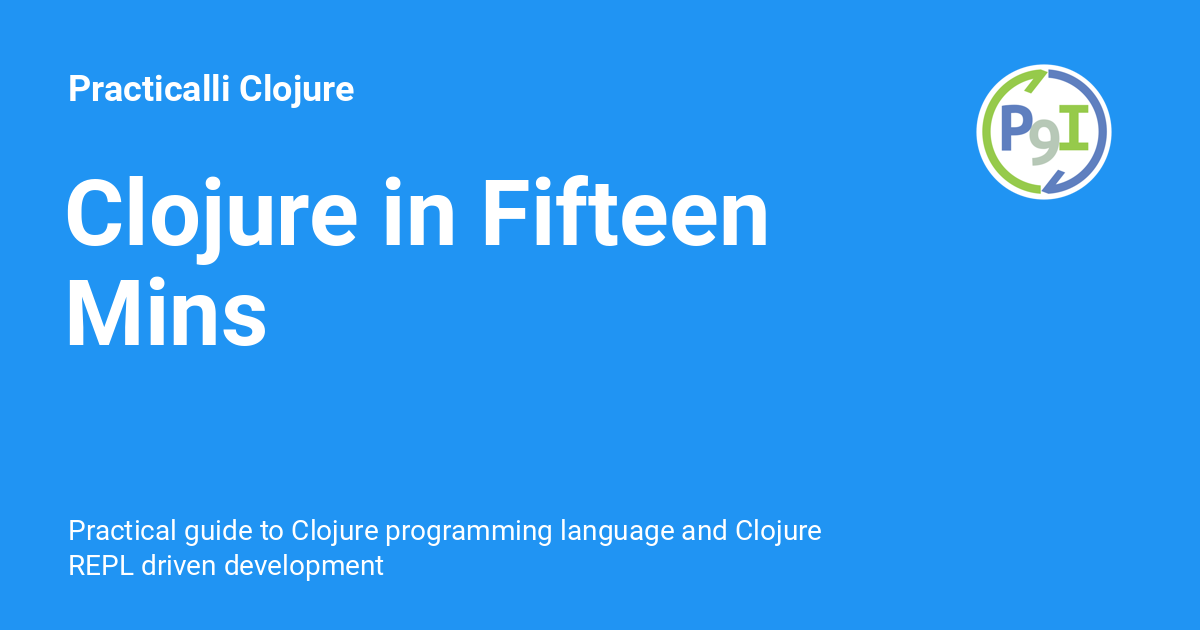 Practicalli Clojure
P9I
Clojure in Fifteen
Mins
Practical guide to Clojure programming language and Clojure
REPL driven development